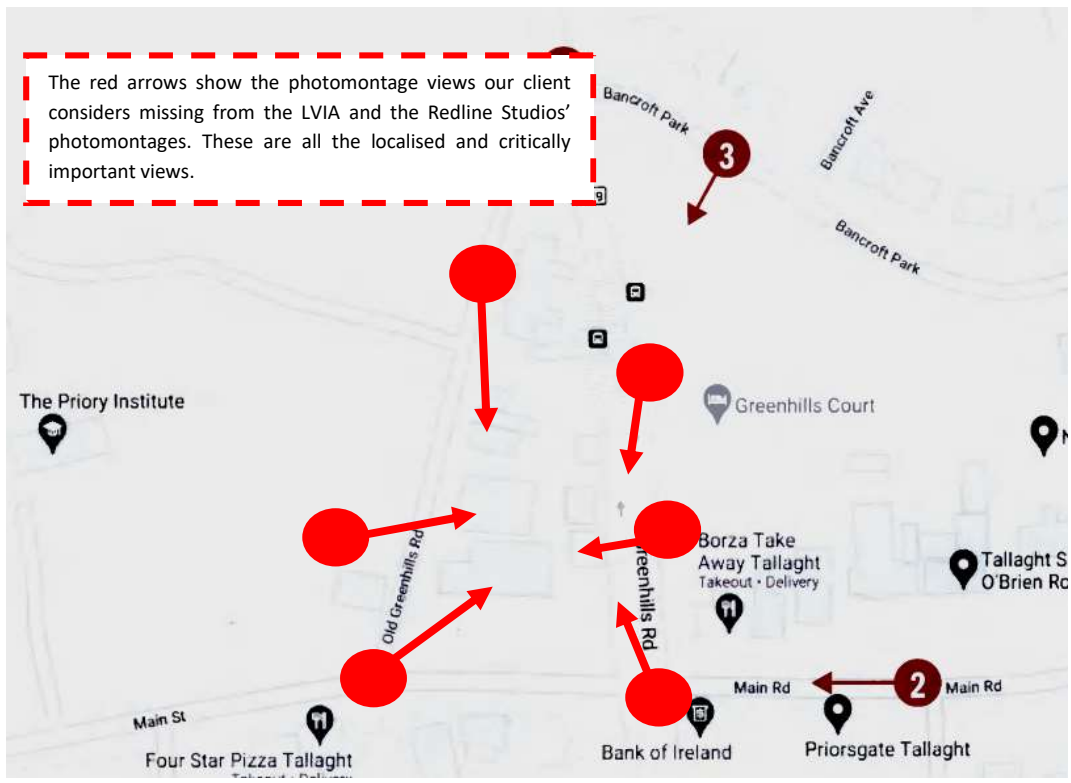 The red arrows show the photomontage views our client
considers missing from the LVIA and the Redline Studios'
photomontages. These are all the localised and critically
important views.
Bancroft Park
Bancroft Ave
3
Bancroft Park
The Priory Institute
Greenhills Court
Old Greenhills Rd
Greenhills Rd
Borza Take
Away Tallaght
Takeout • Delivery
Tallaght S
O'Brien Ro
Main Rd
2
Main Rd
Main St
Bank of Ireland
Priorsgate Tallaght
Four Star Pizza Tallaght
Takeout • Delivery